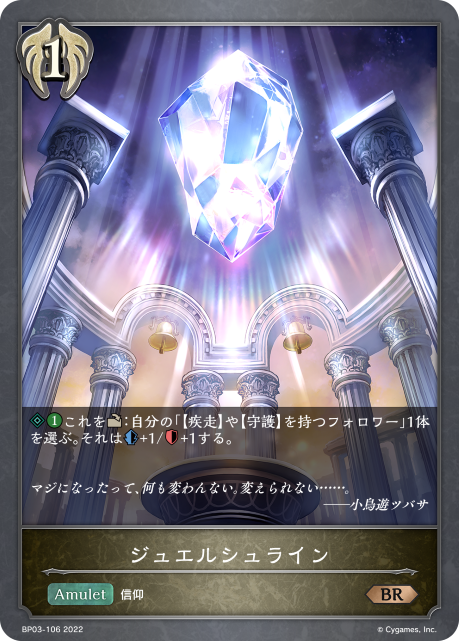 1
1これを:自分の「【疾走】や【守護】を持つフォロワー」1体
を選ぶ。それは+1/+1する。
マジになったって、何も変わんない。変えられない……。
――小鳥遊ツバサ
ジュエルシュライン
Amulet 信仰
BR
BP03-106 2022
© Cygames, Inc.